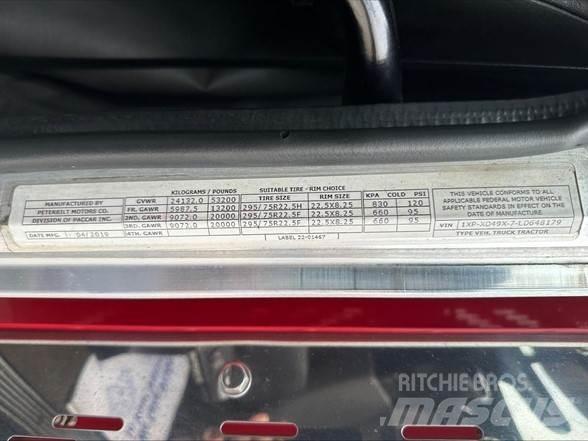 MANUFACTURED BY
PETERBILT MOTORS CO.
DIVISION OF PACCAR INC.
DATE MFG. : 04/2019
KILOGRAMS / POUNDS SUITABLE TIRE - RIM CHOICE
TIRE SIZE RIM SIZE KPA COLD PSI
GVWR 24132.0 53200
FR. GAWR 5987.5 13200 295/75R22.5H 22.5X8.25 830 120
2ND. GAWR 9072.0 20000 295/75R22.5F 22.5X8.25 660 95
3RD. GAWR 9072.0 20000 295/75R22.5F 22.5X8.25 660 95
4TH. GAWR
LABEL 22-01467
THIS VEHICLE CONFORMS TO ALL
APPLICABLE FEDERAL MOTOR VEHICLE
SAFETY STANDARDS IN EFFECT ON
DATE OF MFG SHOWN
VIN 1XP-XD49X-7-LD648179
TYPE VEH. TRUCK TRACTOR
RITCHIE BROS.
MASCUS